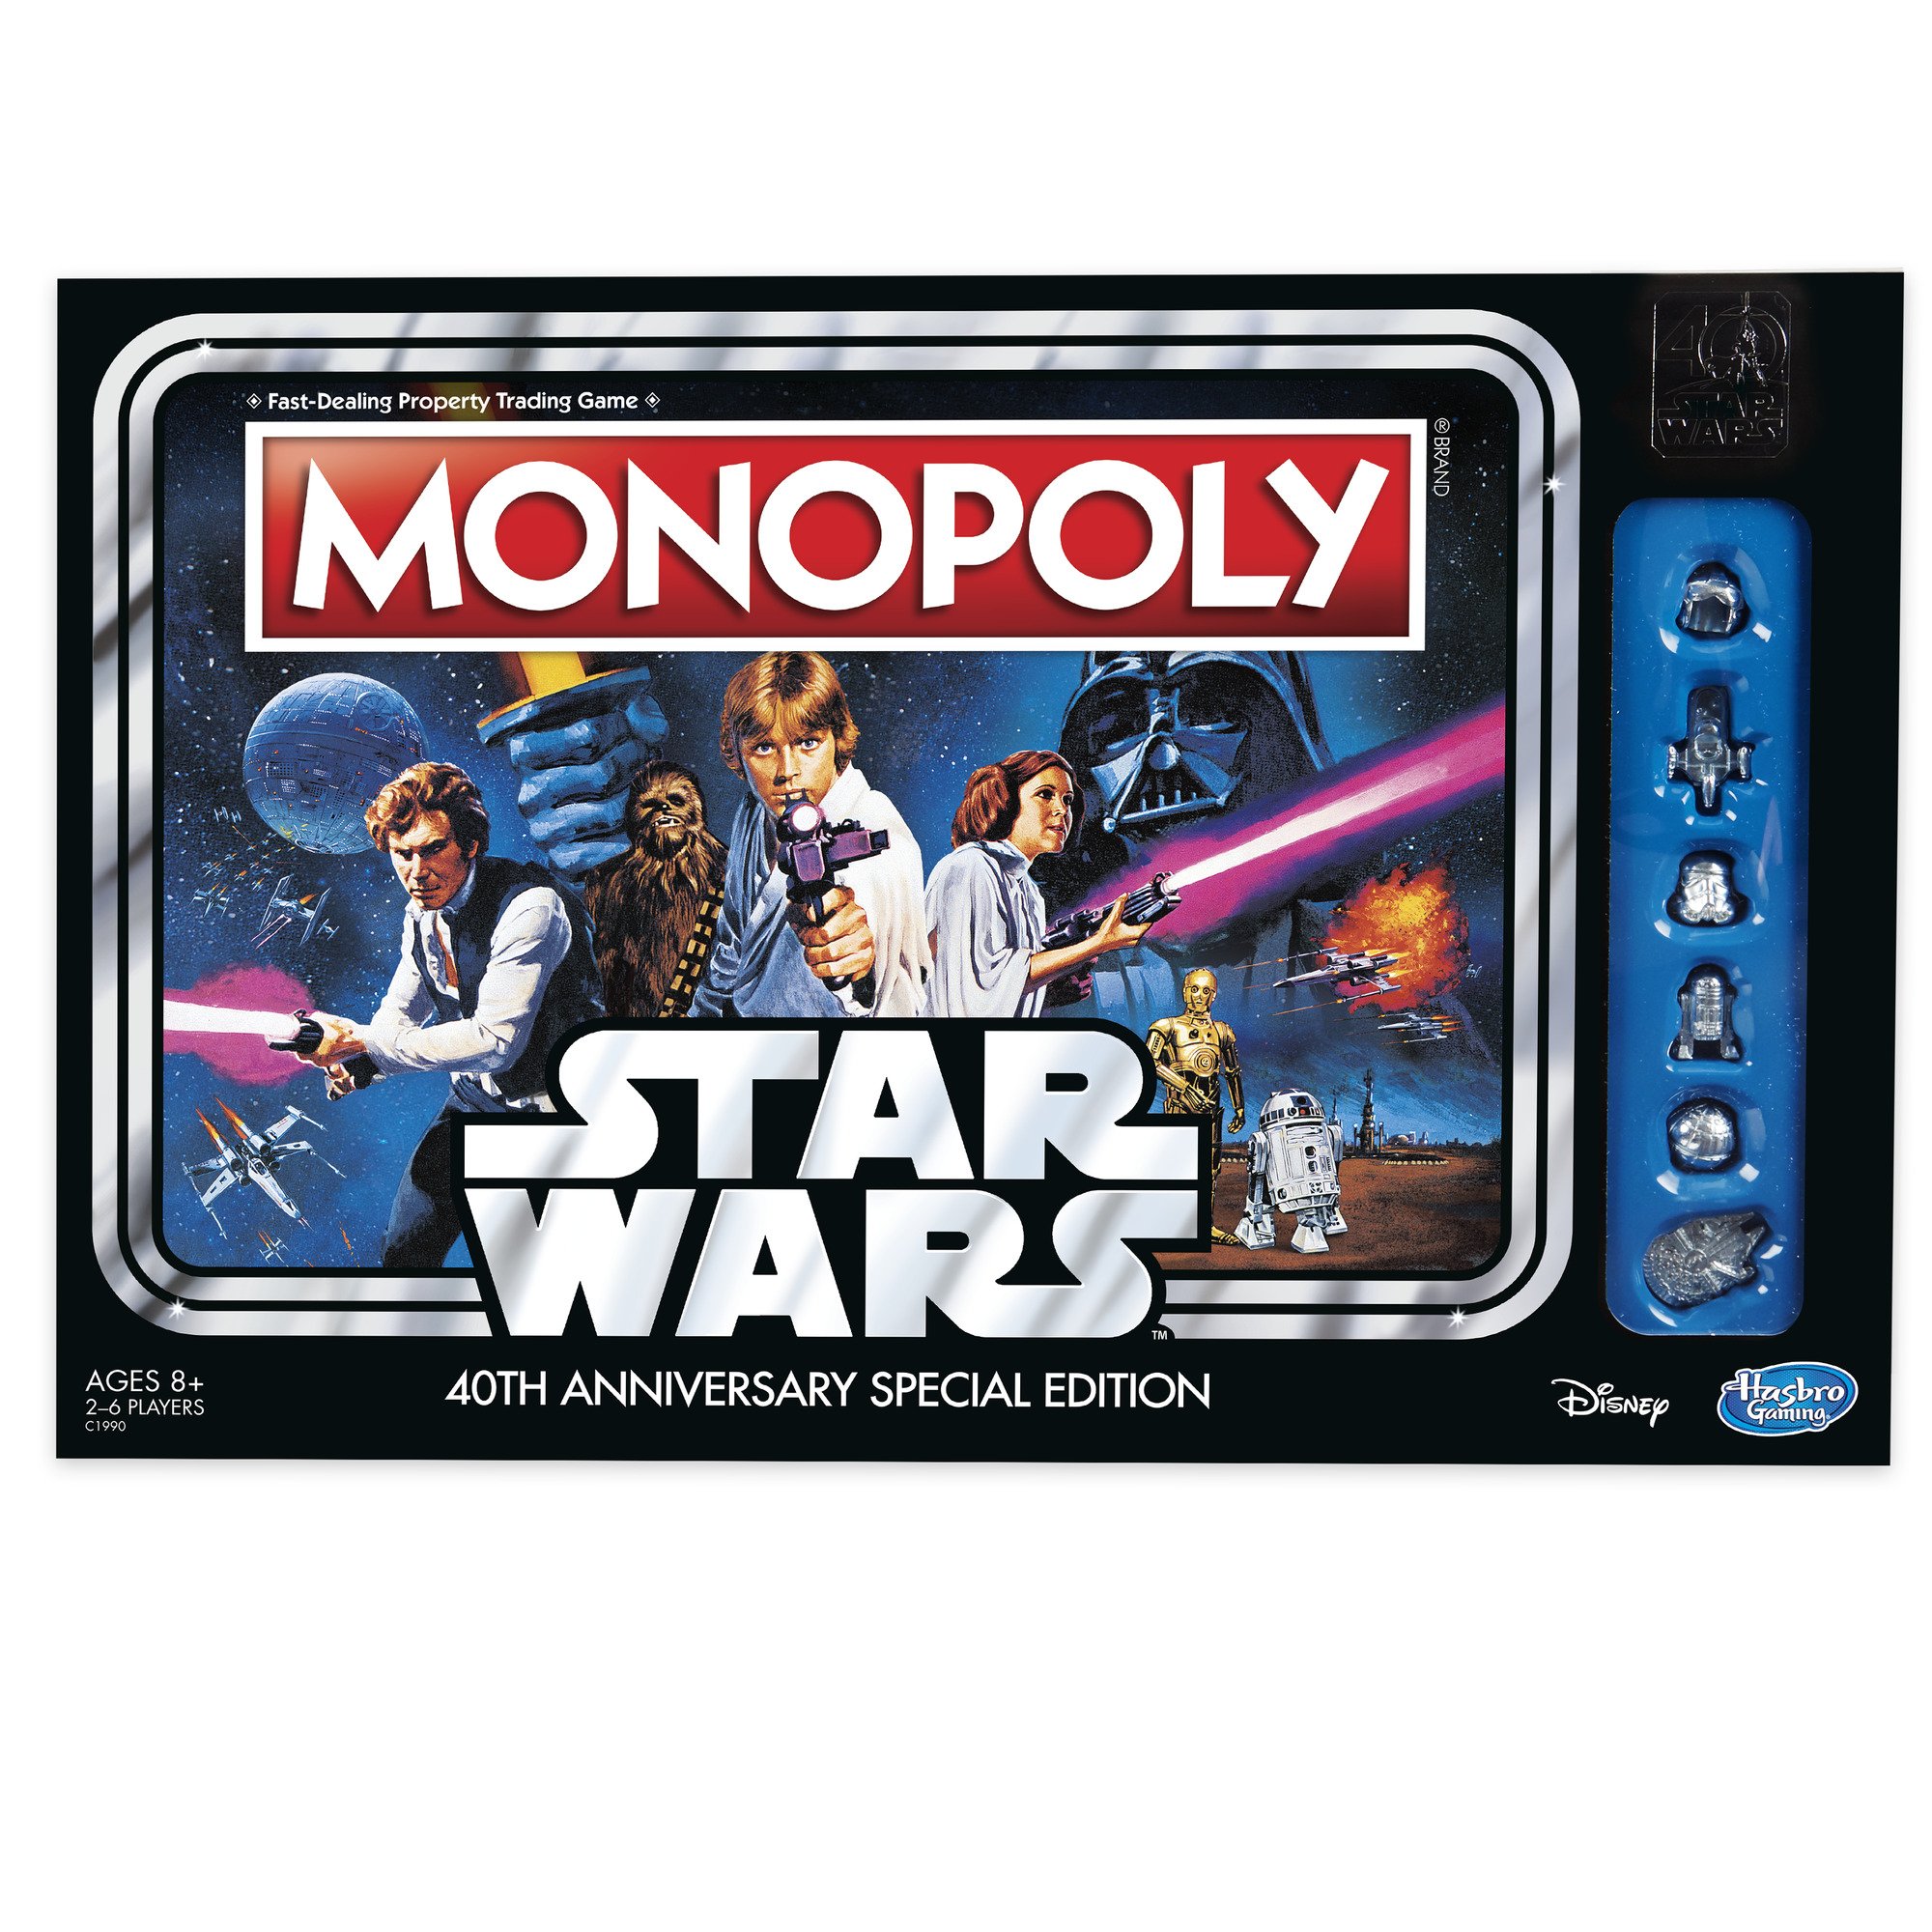 40
STAR
WARS
◈ Fast-Dealing Property Trading Game ◈
MONOPOLY
® BRAND
STAR
WARS
TM
AGES 8+
2–6 PLAYERS
C1990
40TH ANNIVERSARY SPECIAL EDITION
Disney
Hasbro
Gaming